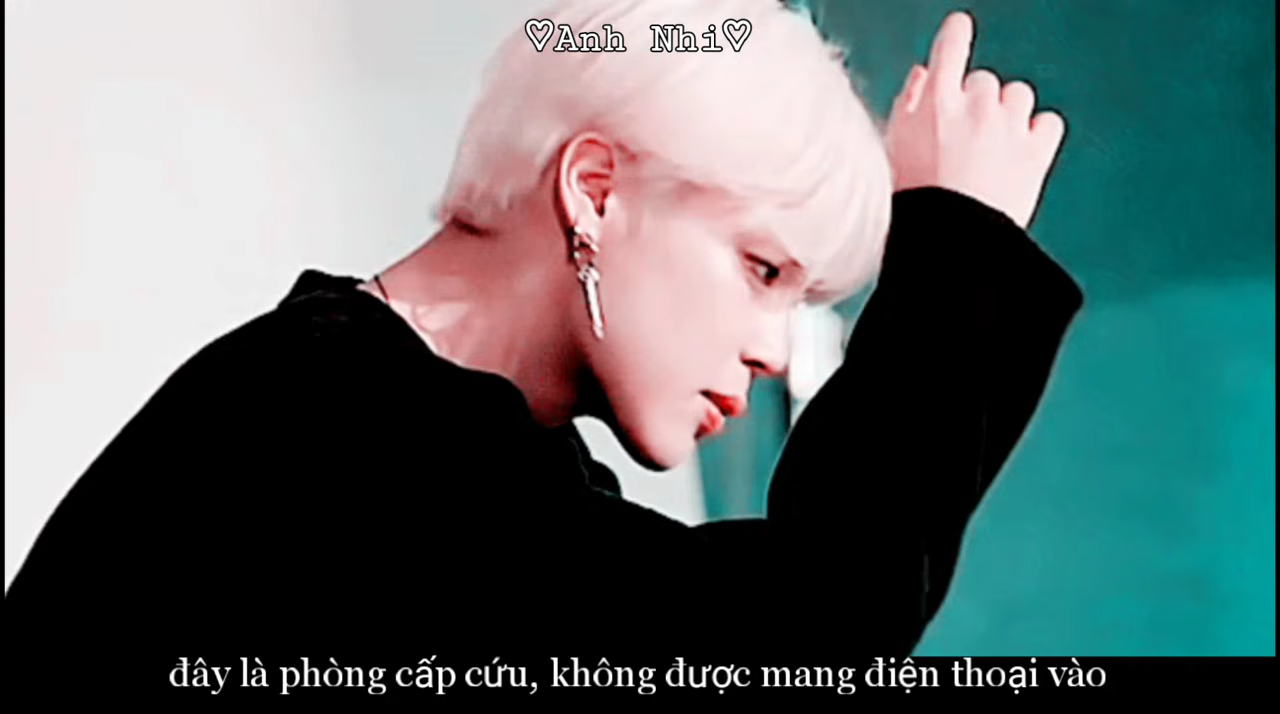 ♡Anh Nhi♡
đây là phòng cấp cứu, không được mang điện thoại vào